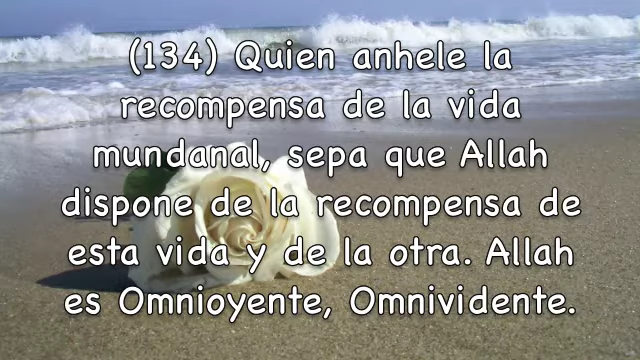 (134) Quien anhele la
recompensa de la vida
mundanal, sepa que Allah
dispone de la recompensa de
esta vida y de la otra. Allah
es Omnioyente, Omnividente.